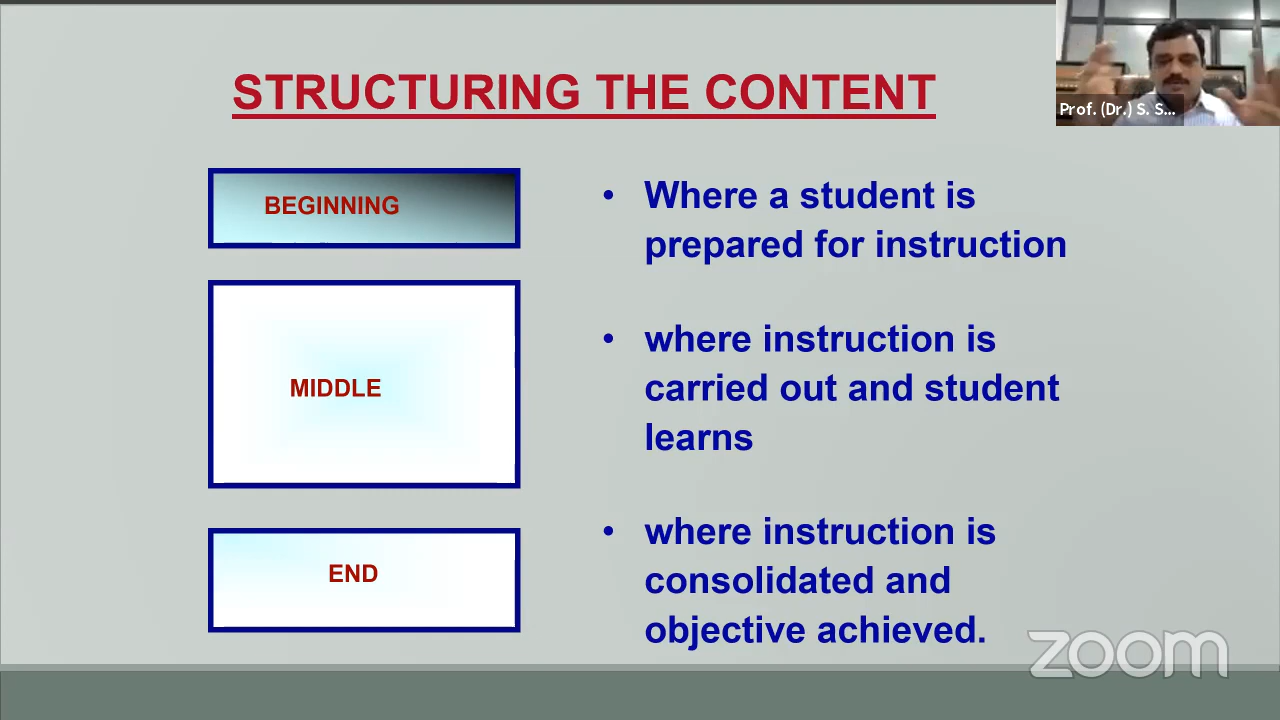 STRUCTURING THE CONTENT
Prof. (Dr.) S. S...
BEGINNING
• Where a student is
prepared for instruction
MIDDLE
• where instruction is
carried out and student
learns
END
• where instruction is
consolidated and
objective achieved.
zoom